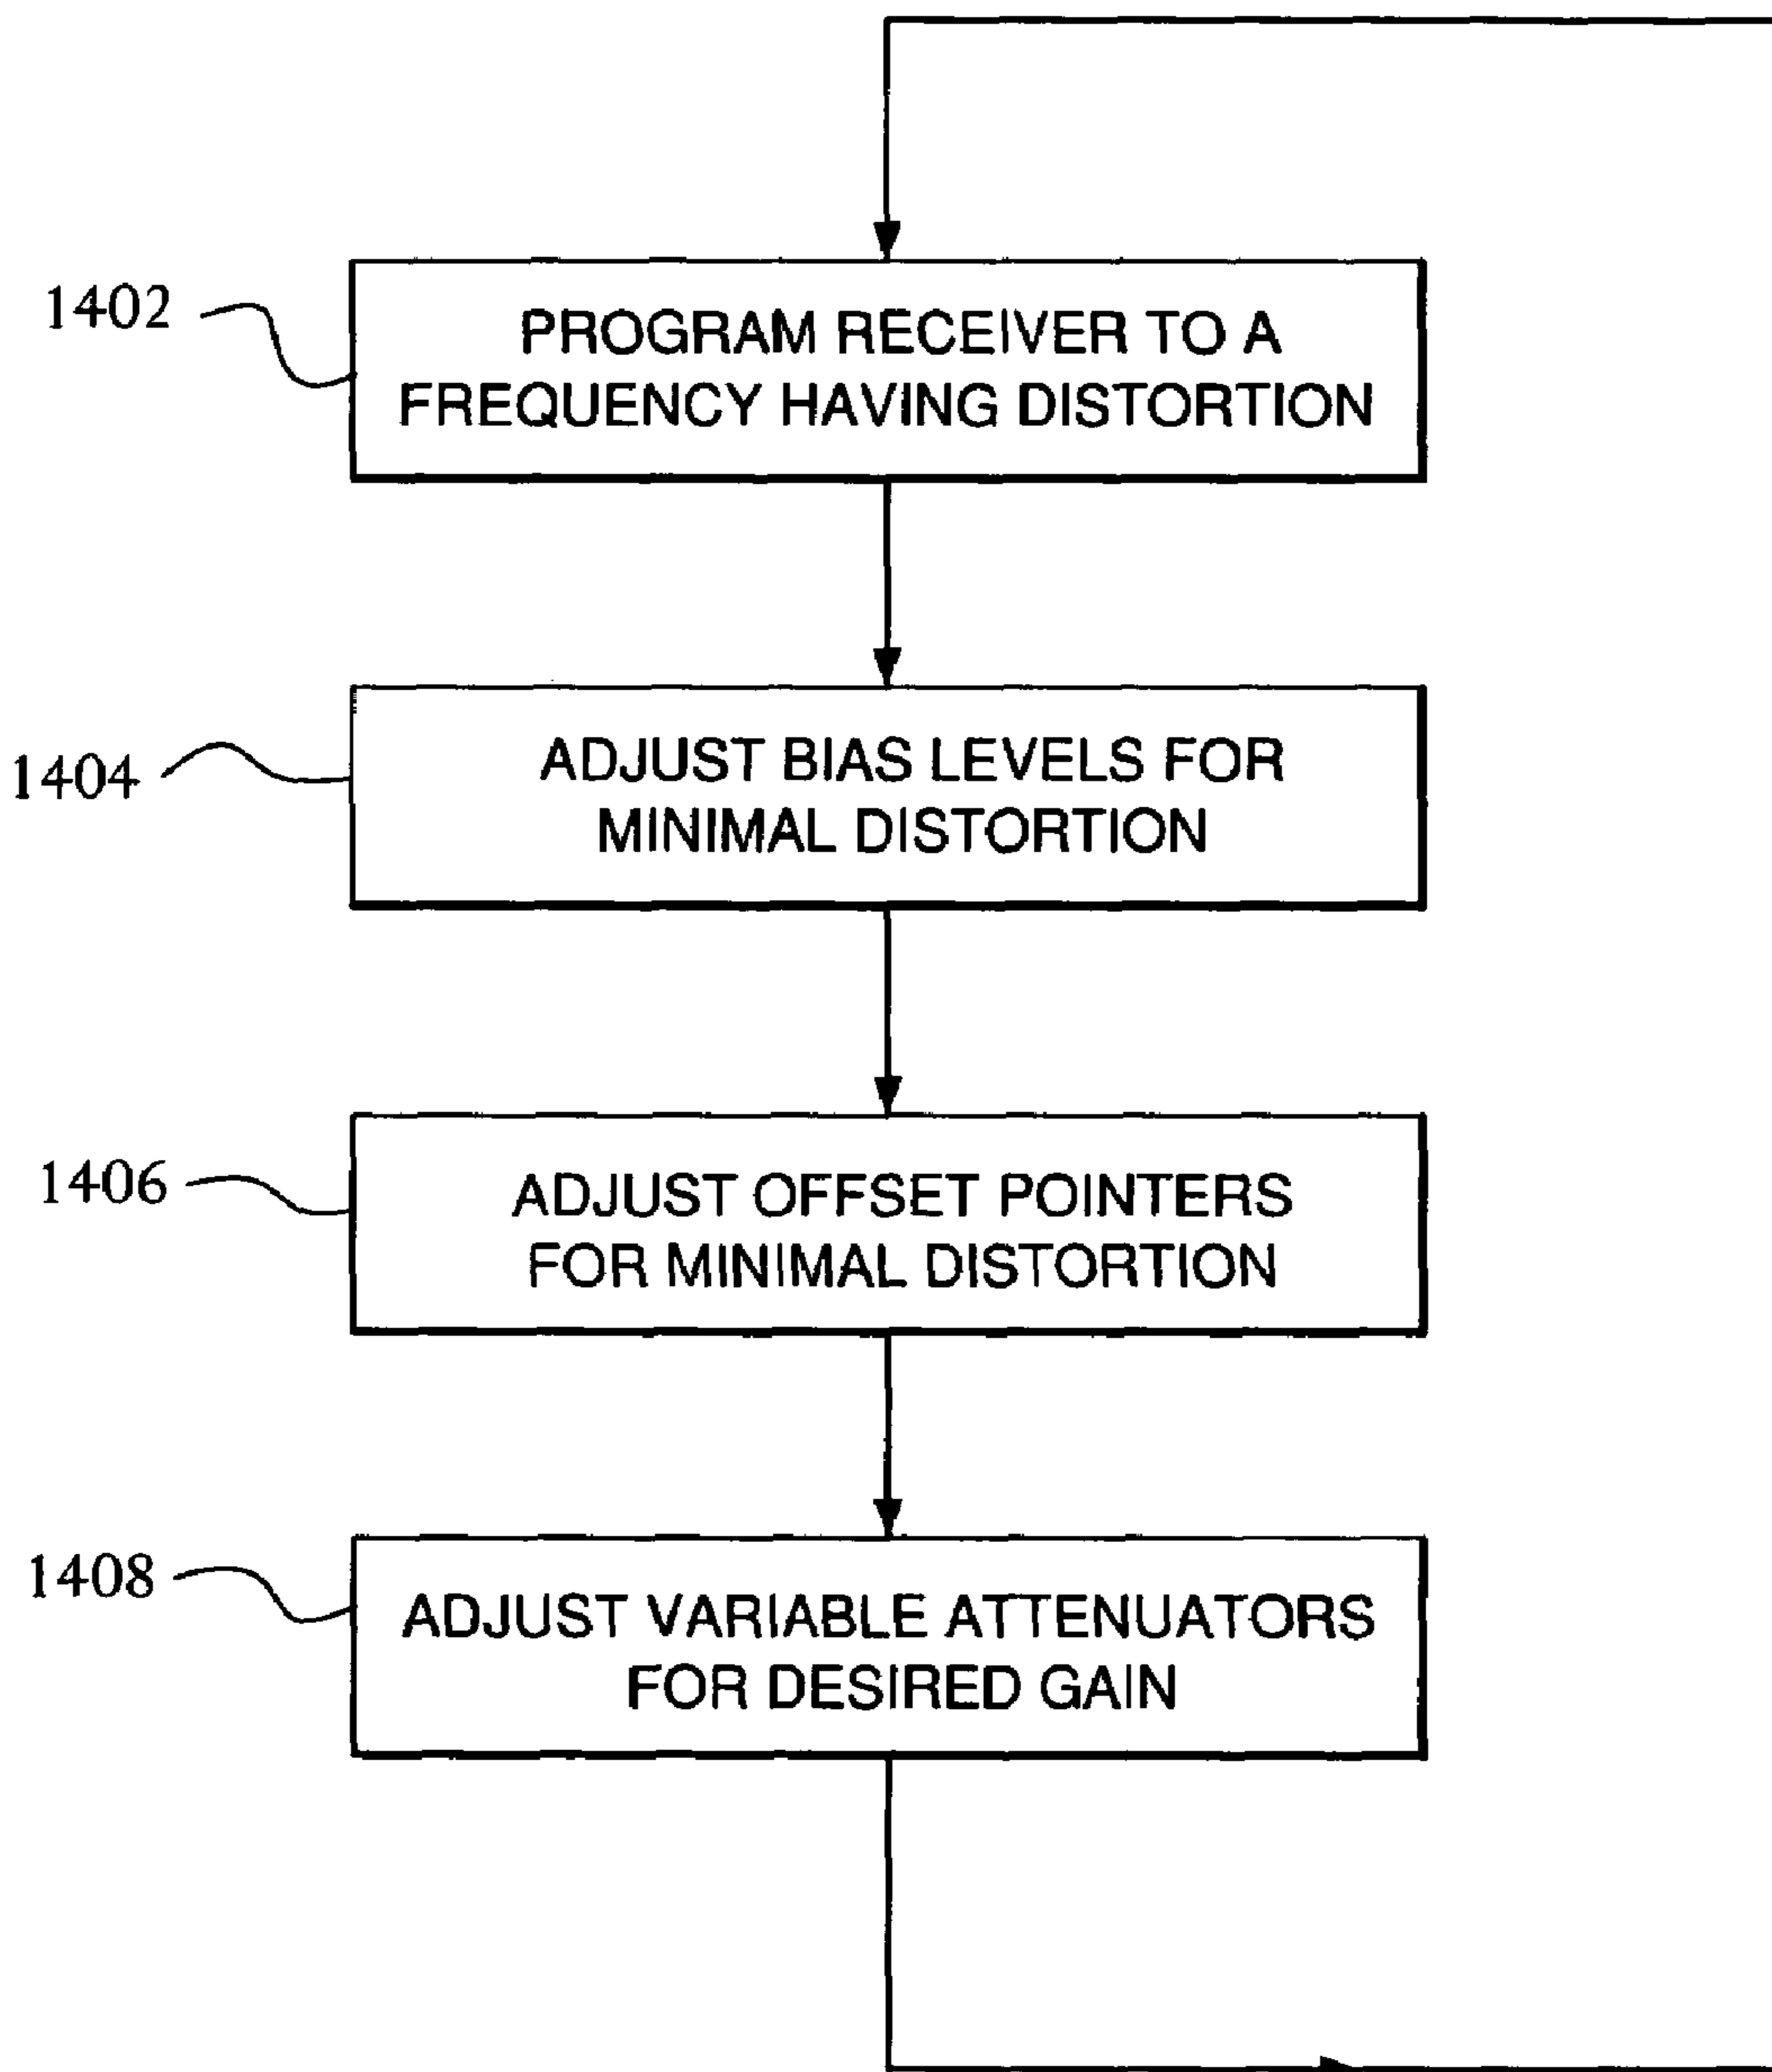 1402
PROGRAM RECEIVER TO A
FREQUENCY HAVING DISTORTION
1404
ADJUST BIAS LEVELS FOR
MINIMAL DISTORTION
1406
ADJUST OFFSET POINTERS
FOR MINIMAL DISTORTION
1408
ADJUST VARIABLE ATTENUATORS
FOR DESIRED GAIN